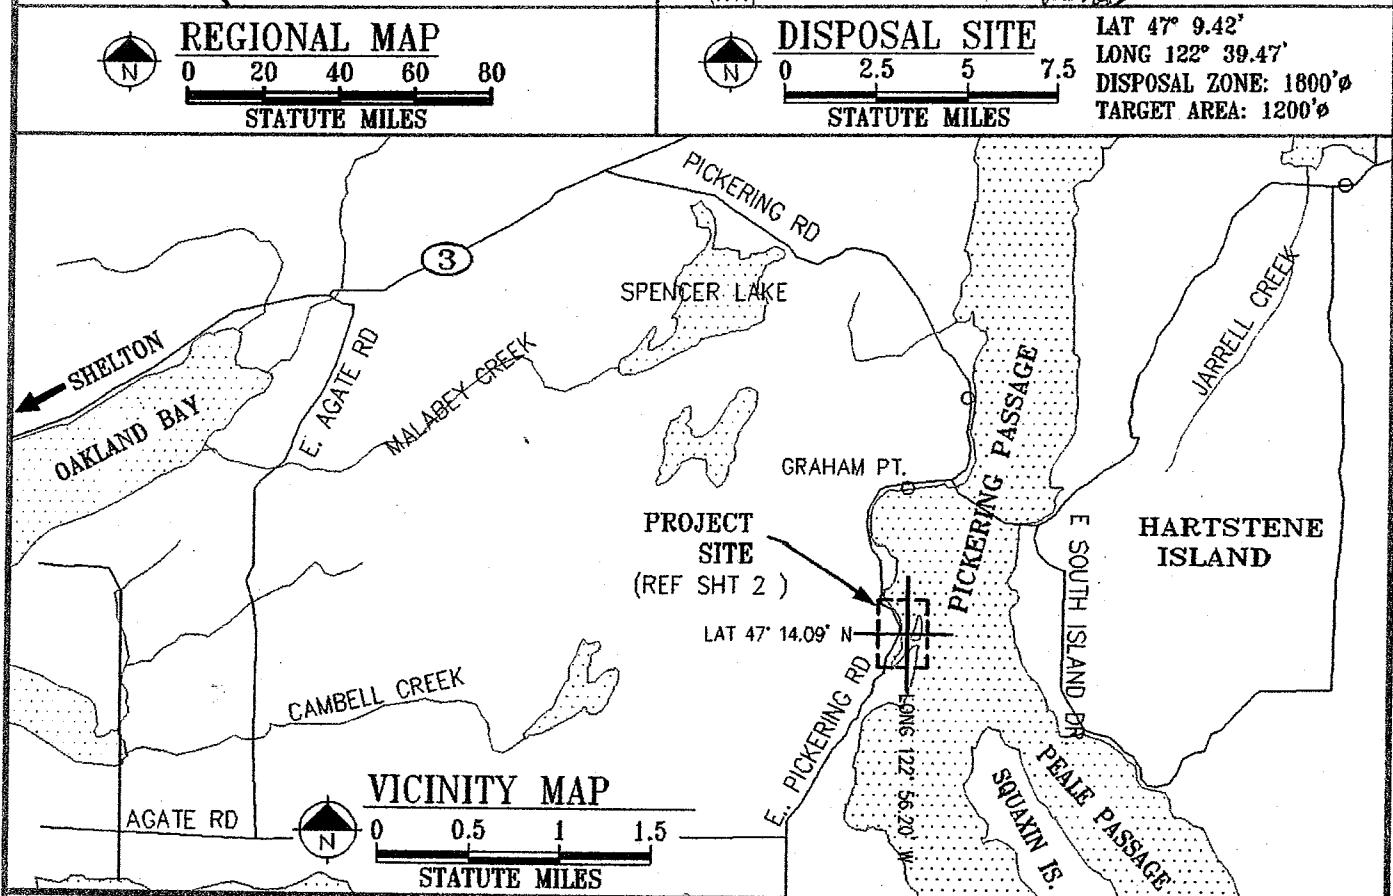 REGIONAL MAP
N
0 20 40 60 80
STATUTE MILES
DISPOSAL SITE
N
0 2.5 5 7.5
STATUTE MILES
LAT 47° 9.42'
LONG 122° 39.47'
DISPOSAL ZONE: 1800'ø
TARGET AREA: 1200'ø
PICKERING RD
3
SPENCER LAKE
JARRELL CREEK
SHELTON
E. AGATE RD
MALABEY CREEK
OAKLAND BAY
PICKERING PASSAGE
GRAHAM PT.
PROJECT
SITE
(REF SHT 2 )
HARTSTENE
ISLAND
E SOUTH ISLAND DR
LAT 47° 14.09' N
LONG 122° 56.20' W
E. PICKERING RD
CAMBELL CREEK
PEALE PASSAGE
SQUAXIN IS.
VICINITY MAP
AGATE RD
N
0 0.5 1 1.5
STATUTE MILES